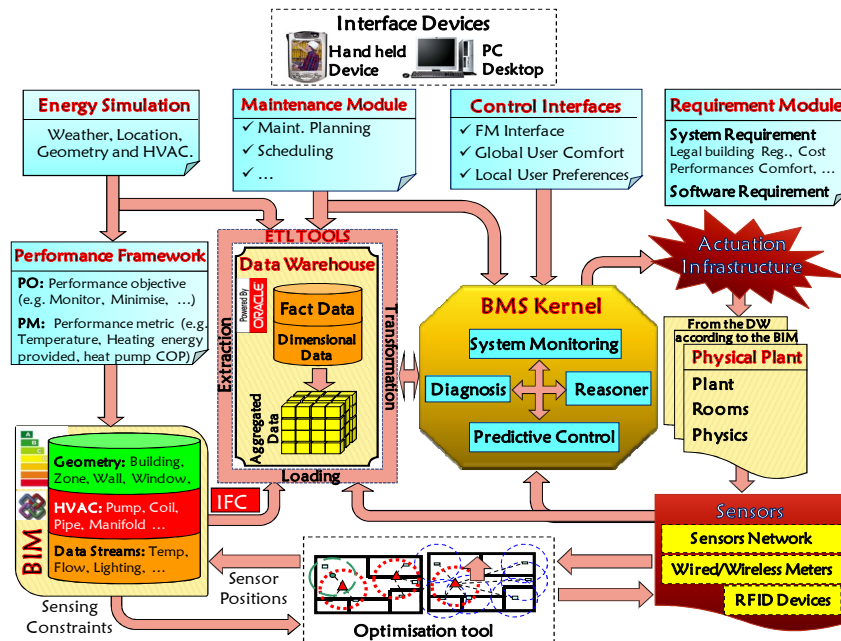 Interface Devices
Hand held
Device
PC
Desktop
Energy Simulation
Weather, Location,
Geometry and HVAC.
Maintenance Module
✓ Maint. Planning
✓ Scheduling
✓ ...
Control Interfaces
✓ FM Interface
✓ Global User Comfort
✓ Local User Preferences
Requirement Module
System Requirement
Legal building Reg., Cost
Performances Comfort, ...
Software Requirement
Performance Framework
PO: Performance objective
(e.g. Monitor, Minimise, ...)
PM: Performance metric (e.g.
Temperature, Heating energy
provided, heat pump COP)
ETL TOOLS
Extraction
Transformation
Loading
Data Warehouse
Powered By
ORACLE
Fact Data
Dimensional
Data
Aggregated
Data
BMS Kernel
System Monitoring
Diagnosis
Reasoner
Predictive Control
Actuation
Infrastructure
From the DW
according to the BIM
Physical Plant
Plant
Rooms
Physics
A
B
C
BIM
Geometry: Building,
Zone, Wall, Window,
HVAC: Pump, Coil,
Pipe, Manifold ...
Data Streams: Temp,
Flow, Lighting, ...
IFC
Sensors
Sensors Network
Wired/Wireless Meters
RFID Devices
Sensor
Positions
Sensing
Constraints
Optimisation tool